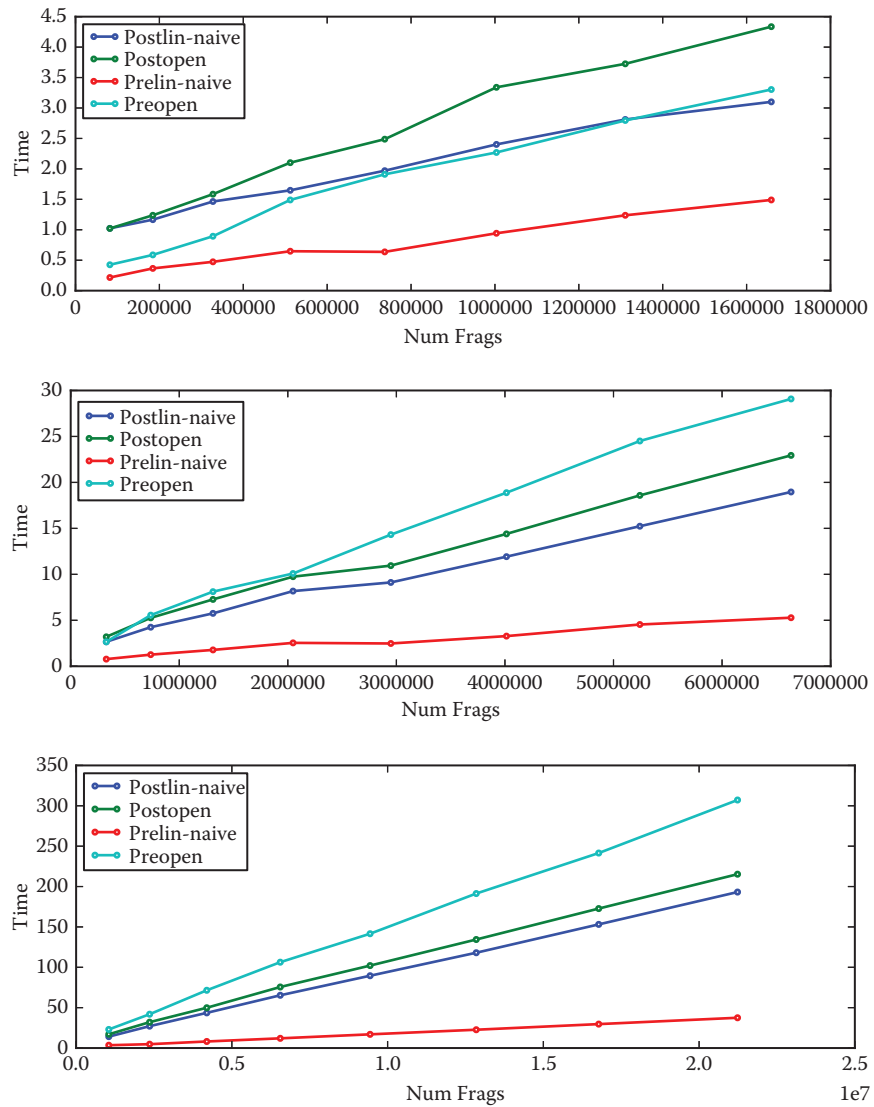 4.5
4.0
3.5
3.0
2.5
2.0
1.5
1.0
0.5
0.0
Time
Postlin-naive
Postopen
Prelin-naive
Preopen
0 200000 400000 600000 800000 1000000 1200000 1400000 1600000 1800000
Num Frags
30
25
20
15
10
5
0
Time
Postlin-naive
Postopen
Prelin-naive
Preopen
0 1000000 2000000 3000000 4000000 5000000 6000000 7000000
Num Frags
350
300
250
200
150
100
50
0
Time
Postlin-naive
Postopen
Prelin-naive
Preopen
0.0 0.5 1.0 1.5 2.0 2.5
Num Frags
1e7